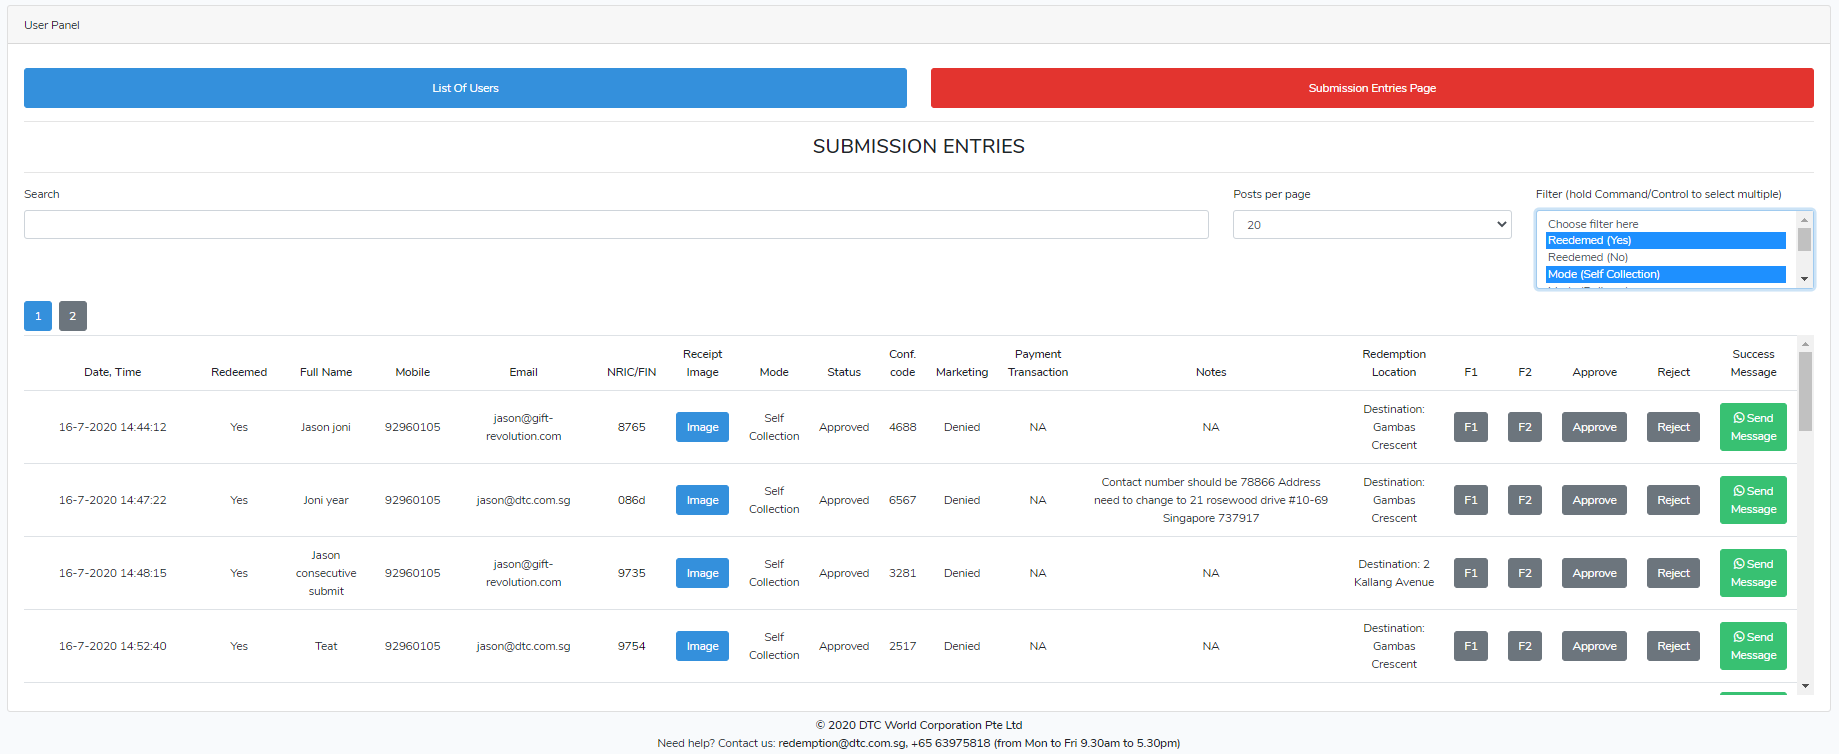 User Panel
List Of Users
Submission Entries Page
SUBMISSION ENTRIES
Search
Posts per page
Filter (hold Command/Control to select multiple)
20
Choose filter here
Reedemed (Yes)
Reedemed (No)
Mode (Self Collection)
1 2
Date, Time Redeemed Full Name Mobile Email NRIC/FIN Receipt Image Mode Status Conf. code Marketing Payment Transaction Notes Redemption Location F1 F2 Approve Reject Success Message
16-7-2020 14:44:12 Yes Jason joni 92960105 jason@gift-revolution.com 8765 Image Self Collection Approved 4688 Denied NA NA Destination: Gambas Crescent F1 F2 Approve Reject Send Message
16-7-2020 14:47:22 Yes Joni year 92960105 jason@dtc.com.sg 086d Image Self Collection Approved 6567 Denied NA Contact number should be 78866 Address need to change to 21 rosewood drive #10-69 Singapore 737917 Destination: Gambas Crescent F1 F2 Approve Reject Send Message
16-7-2020 14:48:15 Yes Jason consecutive submit 92960105 jason@gift-revolution.com 9735 Image Self Collection Approved 3281 Denied NA NA Destination: 2 Kallang Avenue F1 F2 Approve Reject Send Message
16-7-2020 14:52:40 Yes Teat 92960105 jason@dtc.com.sg 9754 Image Self Collection Approved 2517 Denied NA NA Destination: Gambas Crescent F1 F2 Approve Reject Send Message
© 2020 DTC World Corporation Pte Ltd
Need help? Contact us: redemption@dtc.com.sg, +65 63975818 (from Mon to Fri 9.30am to 5.30pm)